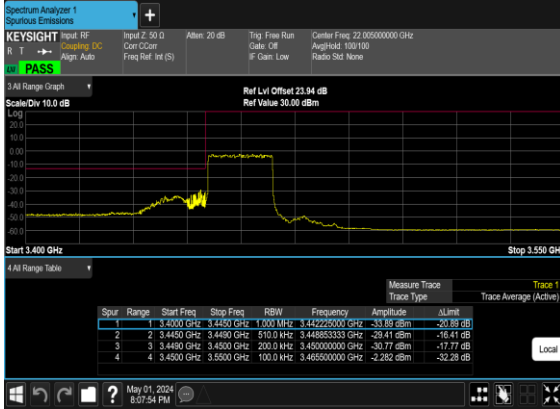 Spectrum Analyzer 1
Spurious Emissions
KEYSIGHT Input: RF Input Z: 50 Ω Atten: 20 dB Trig: Free Run Center Freq: 22.005000000 GHz
R T Coupling: DC Corr CCorr Gate: Off Avg|Hold: 100/100
Align: Auto Freq Ref: Int (S) IF Gain: Low Radio Std: None
PASS
3 All Range Graph
Ref Lvl Offset 23.94 dB
Scale/Div 10.0 dB Ref Value 30.00 dBm
Log
20.0
10.0
0.00
-10.0
-20.0
-30.0
-40.0
-50.0
-60.0
Start 3.400 GHz Stop 3.550 GH
4 All Range Table
Measure Trace Trace 1
Trace Type Trace Average (Active)
Spur Range Start Freq Stop Freq RBW Frequency Amplitude ΔLimit
1 1 3.4000 GHz 3.4450 GHz 1.000 MHz 3.442225000 GHz -33.89 dBm -20.89 dB
2 2 3.4450 GHz 3.4490 GHz 510.0 kHz 3.448853333 GHz -29.41 dBm -16.41 dB
3 3 3.4490 GHz 3.4500 GHz 200.0 kHz 3.450000000 GHz -30.77 dBm -17.77 dB
4 4 3.4500 GHz 3.5500 GHz 100.0 kHz 3.465500000 GHz -2.282 dBm -32.28 dB
Local
May 01, 2024
8:07:54 PM